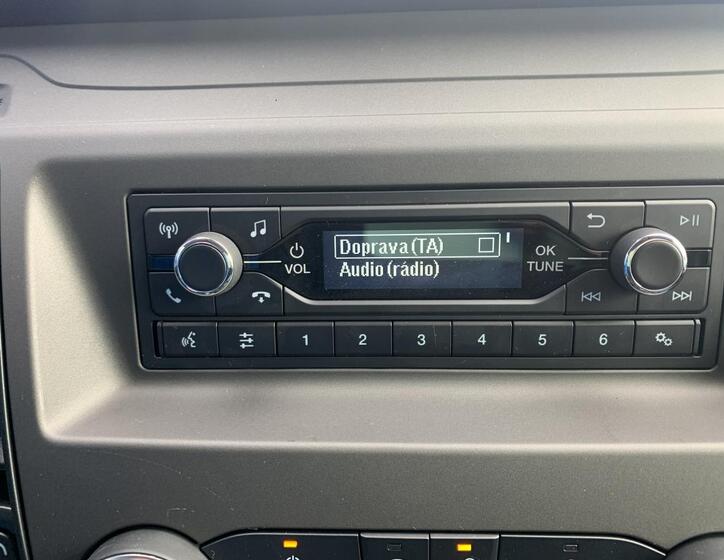 Doprava (TA)
Audio (rádio)
VOL
OK
TUNE
1 2 3 4 5 6